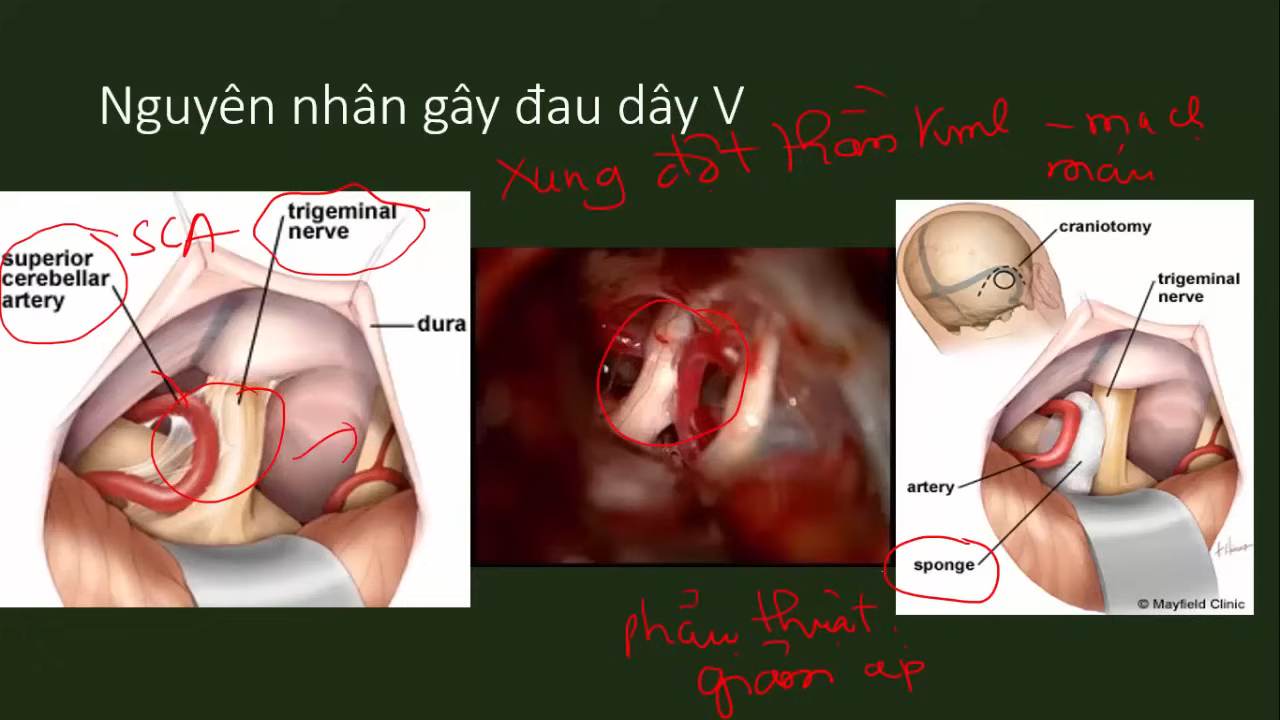 Nguyên nhân gây đau dây V
xung đột thần kinh – mạch
máu
superior
cerebellar
artery
SCA
trigeminal
nerve
dura
craniotomy
trigeminal
nerve
artery
sponge
© Mayfield Clinic
phẫu thuật
giảm áp